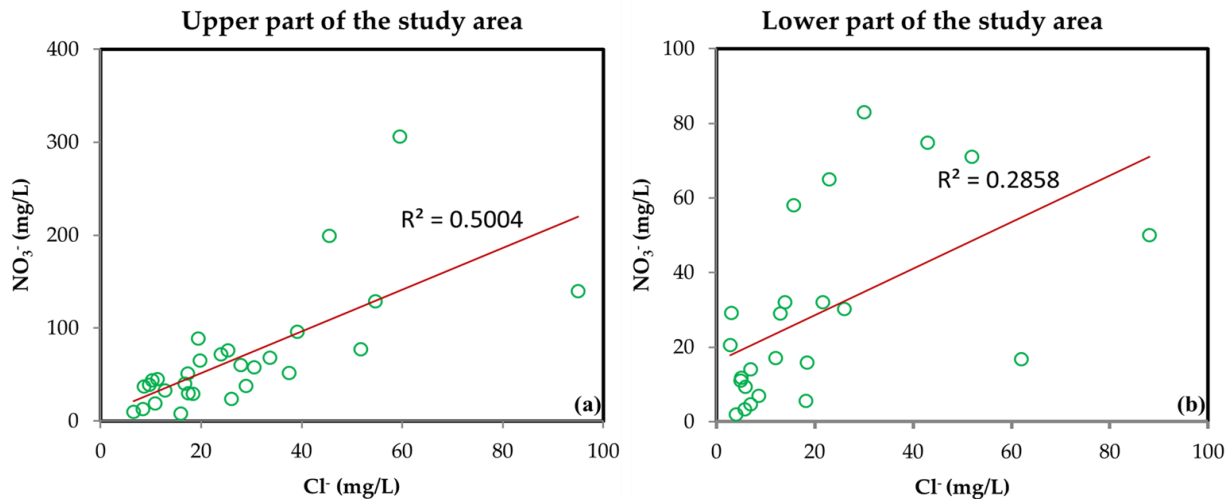 Upper part of the study area
400
300
200
100
0
0
20
40
60
80
100
NO₃⁻ (mg/L)
Cl⁻ (mg/L)
R² = 0.5004
(a)
Lower part of the study area
100
80
60
40
20
0
0
20
40
60
80
100
NO₃⁻ (mg/L)
Cl⁻ (mg/L)
R² = 0.2858
(b)